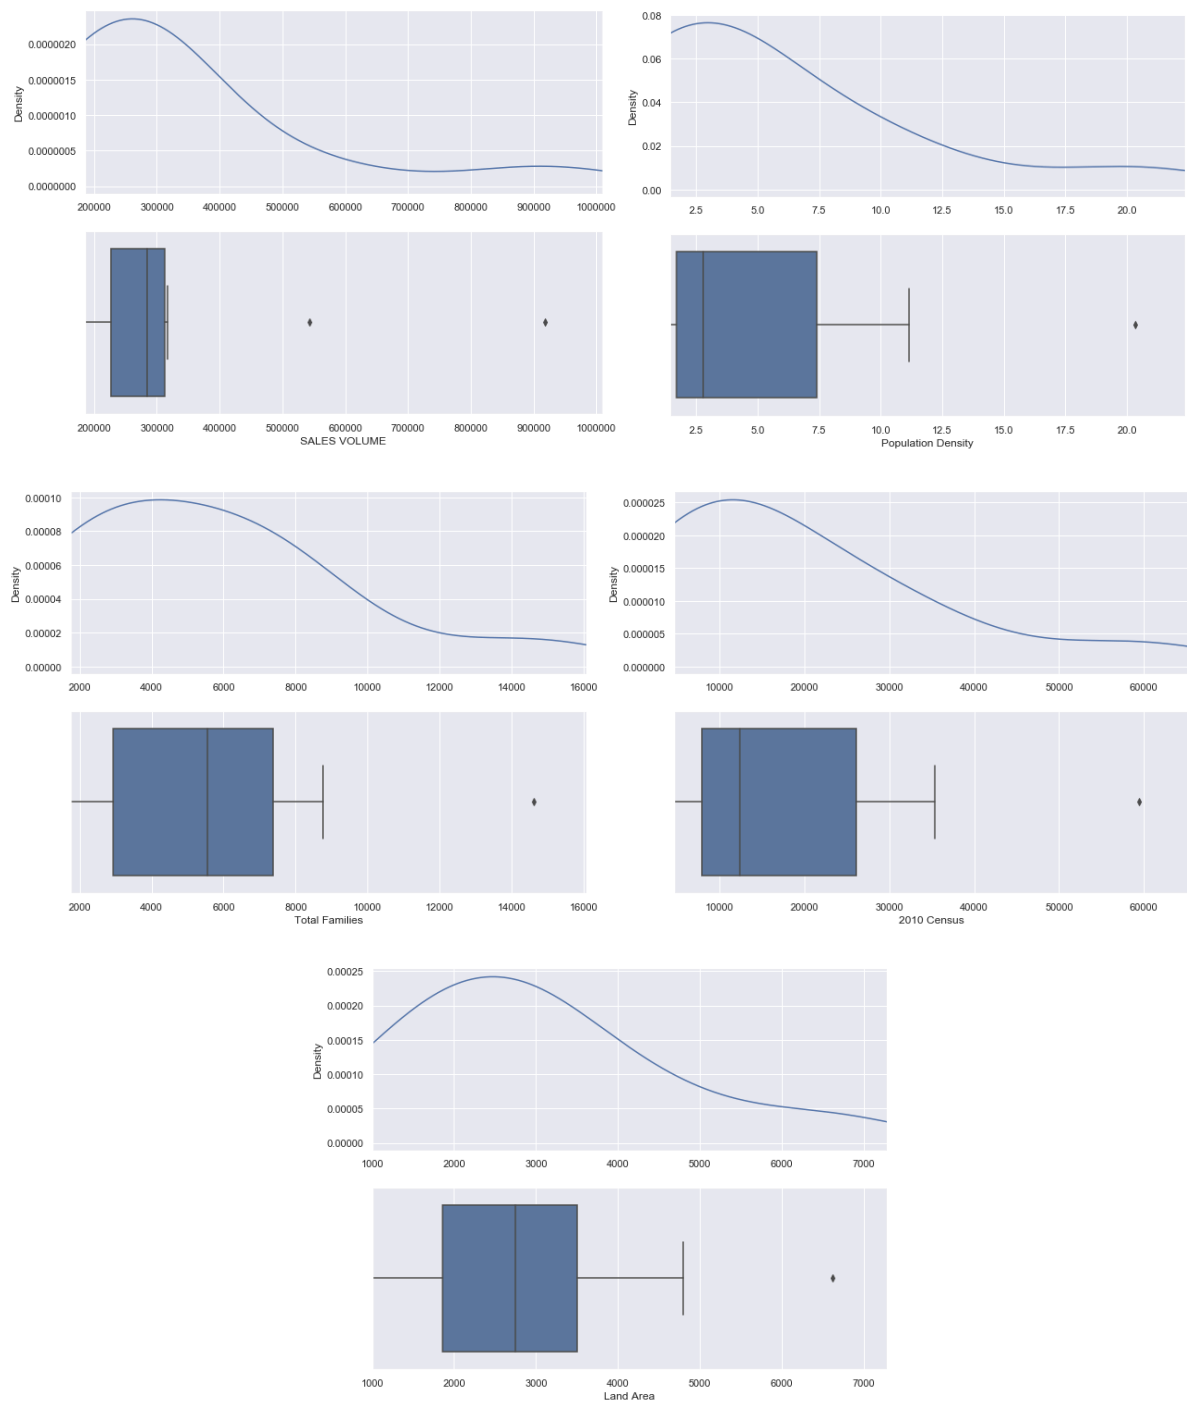 0.0000020
0.0000015
0.0000010
0.0000005
0.0000000
Density
200000 300000 400000 500000 600000 700000 800000 900000 1000000
200000 300000 400000 500000 600000 700000 800000 900000 1000000
SALES VOLUME
0.08
0.06
0.04
0.02
0.00
Density
2.5 5.0 7.5 10.0 12.5 15.0 17.5 20.0
2.5 5.0 7.5 10.0 12.5 15.0 17.5 20.0
Population Density
0.00010
0.00008
0.00006
0.00004
0.00002
0.00000
Density
2000 4000 6000 8000 10000 12000 14000 16000
2000 4000 6000 8000 10000 12000 14000 16000
Total Families
0.000025
0.000020
0.000015
0.000010
0.000005
0.000000
Density
10000 20000 30000 40000 50000 60000
10000 20000 30000 40000 50000 60000
2010 Census
0.00025
0.00020
0.00015
0.00010
0.00005
0.00000
Density
1000 2000 3000 4000 5000 6000 7000
1000 2000 3000 4000 5000 6000 7000
Land Area